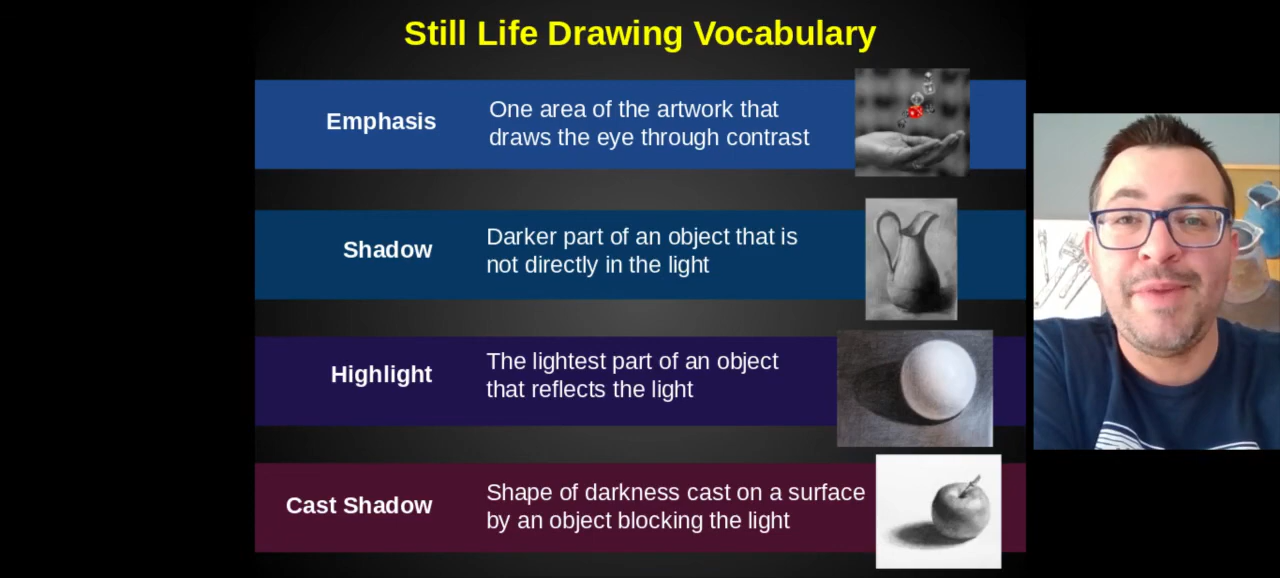 Still Life Drawing Vocabulary
Emphasis
One area of the artwork that
draws the eye through contrast
Shadow
Darker part of an object that is
not directly in the light
Highlight
The lightest part of an object
that reflects the light
Cast Shadow
Shape of darkness cast on a surface
by an object blocking the light